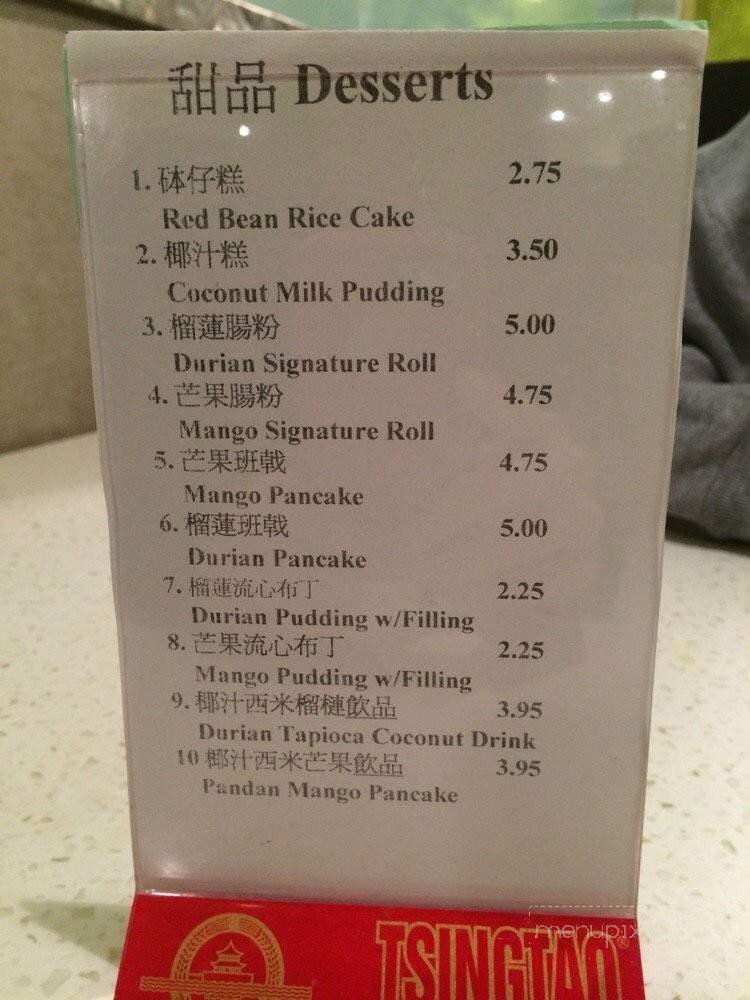 甜品 Desserts
1. 砵仔糕 2.75
Red Bean Rice Cake
2. 椰汁糕 3.50
Coconut Milk Pudding
3. 榴蓮腸粉 5.00
Durian Signature Roll
4. 芒果腸粉 4.75
Mango Signature Roll
5. 芒果班戟 4.75
Mango Pancake
6. 榴蓮班戟 5.00
Durian Pancake
7. 榴蓮流心布丁 2.25
Durian Pudding w/Filling
8. 芒果流心布丁 2.25
Mango Pudding w/Filling
9. 椰汁西米榴槤飲品 3.95
Durian Tapioca Coconut Drink
10 椰汁西米芒果飲品 3.95
Pandan Mango Pancake
menupix
TSINGTAO®